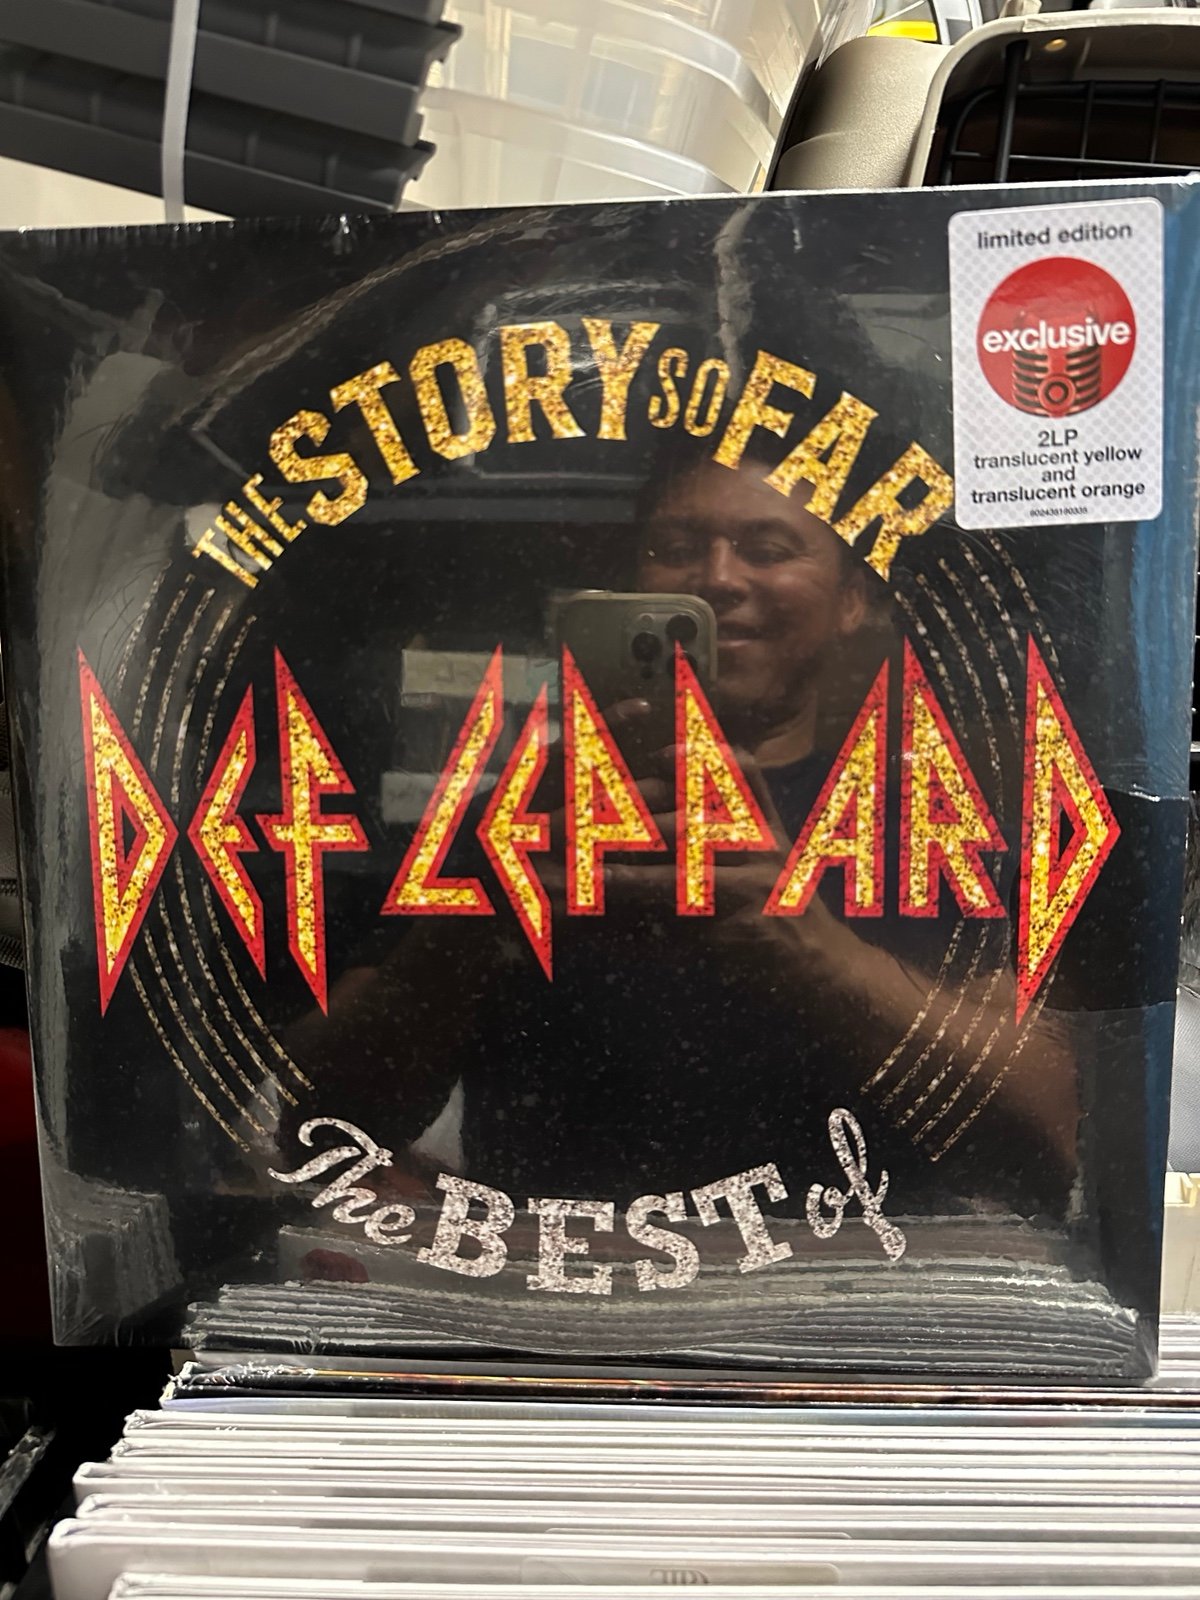 limited edition
exclusive
2LP
translucent yellow
and
translucent orange
THE STORY SO FAR
DEF LEPPARD
The BEST of